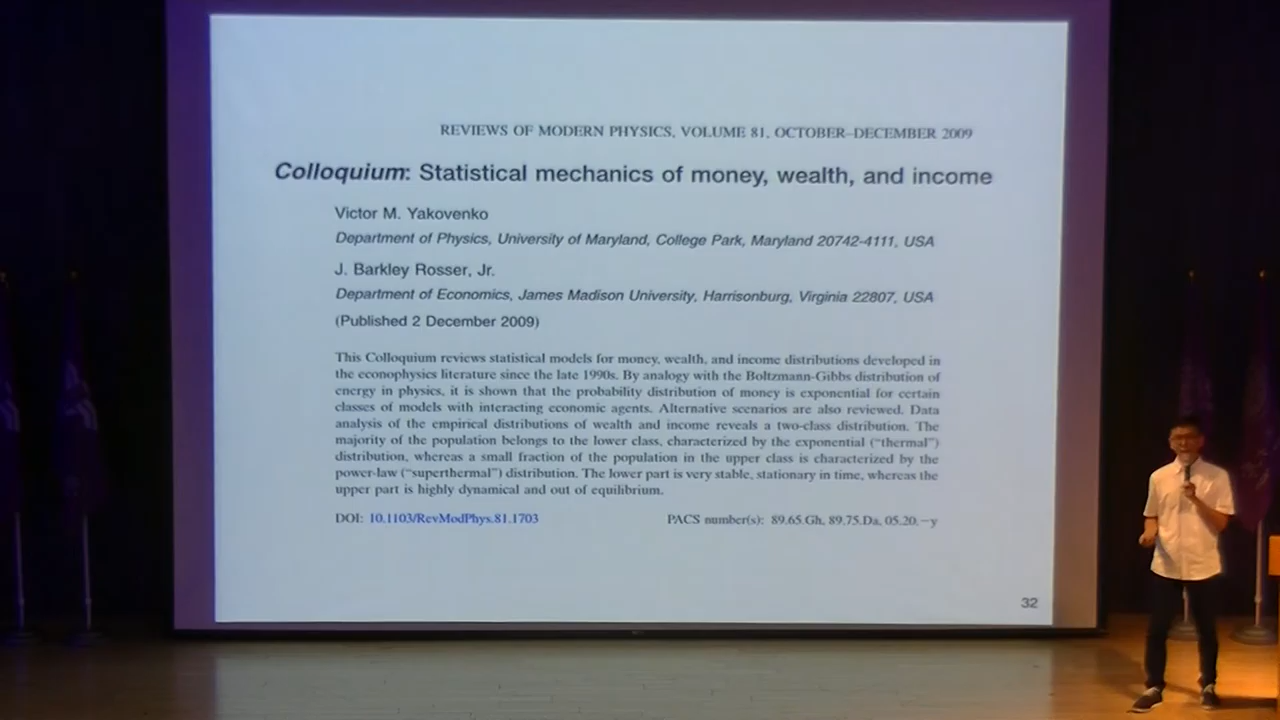 REVIEWS OF MODERN PHYSICS, VOLUME 81, OCTOBER–DECEMBER 2009
Colloquium: Statistical mechanics of money, wealth, and income
Victor M. Yakovenko
Department of Physics, University of Maryland, College Park, Maryland 20742-4111, USA
J. Barkley Rosser, Jr.
Department of Economics, James Madison University, Harrisonburg, Virginia 22807, USA
(Published 2 December 2009)
This Colloquium reviews statistical models for money, wealth, and income distributions developed in
the econophysics literature since the late 1990s. By analogy with the Boltzmann-Gibbs distribution of
energy in physics, it is shown that the probability distribution of money is exponential for certain
classes of models with interacting economic agents. Alternative scenarios are also reviewed. Data
analysis of the empirical distributions of wealth and income reveals a two-class distribution. The
majority of the population belongs to the lower class, characterized by the exponential (“thermal”)
distribution, whereas a small fraction of the population in the upper class is characterized by the
power-law (“superthermal”) distribution. The lower part is very stable, stationary in time, whereas the
upper part is highly dynamical and out of equilibrium.
DOI: 10.1103/RevModPhys.81.1703 PACS number(s): 89.65.Gh, 89.75.Da, 05.20.−y
32